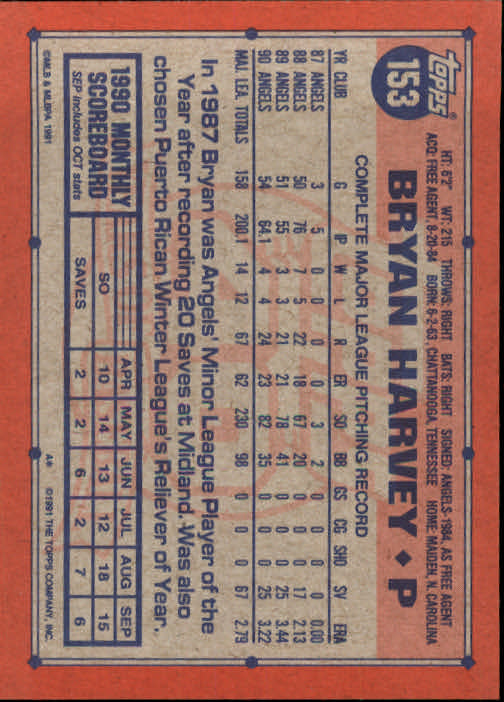 TOPPS®
153
BRYAN HARVEY ◆ P
HT: 6'2" WT: 215 THROWS: RIGHT BATS: RIGHT SIGNED: ANGELS-1984, AS FREE AGENT
ACQ: FREE AGENT, 8-20-84 BORN: 6-2-63, CHATTANOOGA, TENNESSEE HOME: MAIDEN, N. CAROLINA
COMPLETE MAJOR LEAGUE PITCHING RECORD
YR CLUB G IP W L R ER SO BB GS CG SHO SV ERA
87 ANGELS 3 5 0 0 0 0 3 2 0 0 0 0 0.00
88 ANGELS 50 76 7 5 22 18 67 20 0 0 0 17 2.13
89 ANGELS 51 55 3 3 21 21 78 41 0 0 0 25 3.44
90 ANGELS 54 64.1 4 4 24 23 82 35 0 0 0 25 3.22
MAJ. LEA. TOTALS 158 200.1 14 12 67 62 230 98 0 0 0 67 2.79
In 1987 Bryan was Angels' Minor League Player of the
Year after recording 20 Saves at Midland. Was also
chosen Puerto Rican Winter League's Reliever of Year.
1990 MONTHLY
SCOREBOARD
SEP includes OCT stats
APR MAY JUN JUL AUG SEP
SO 10 14 13 12 18 15
SAVES 2 2 6 2 7 6
©MLB & MLBPA 1991
A* ©1991 THE TOPPS COMPANY, INC.